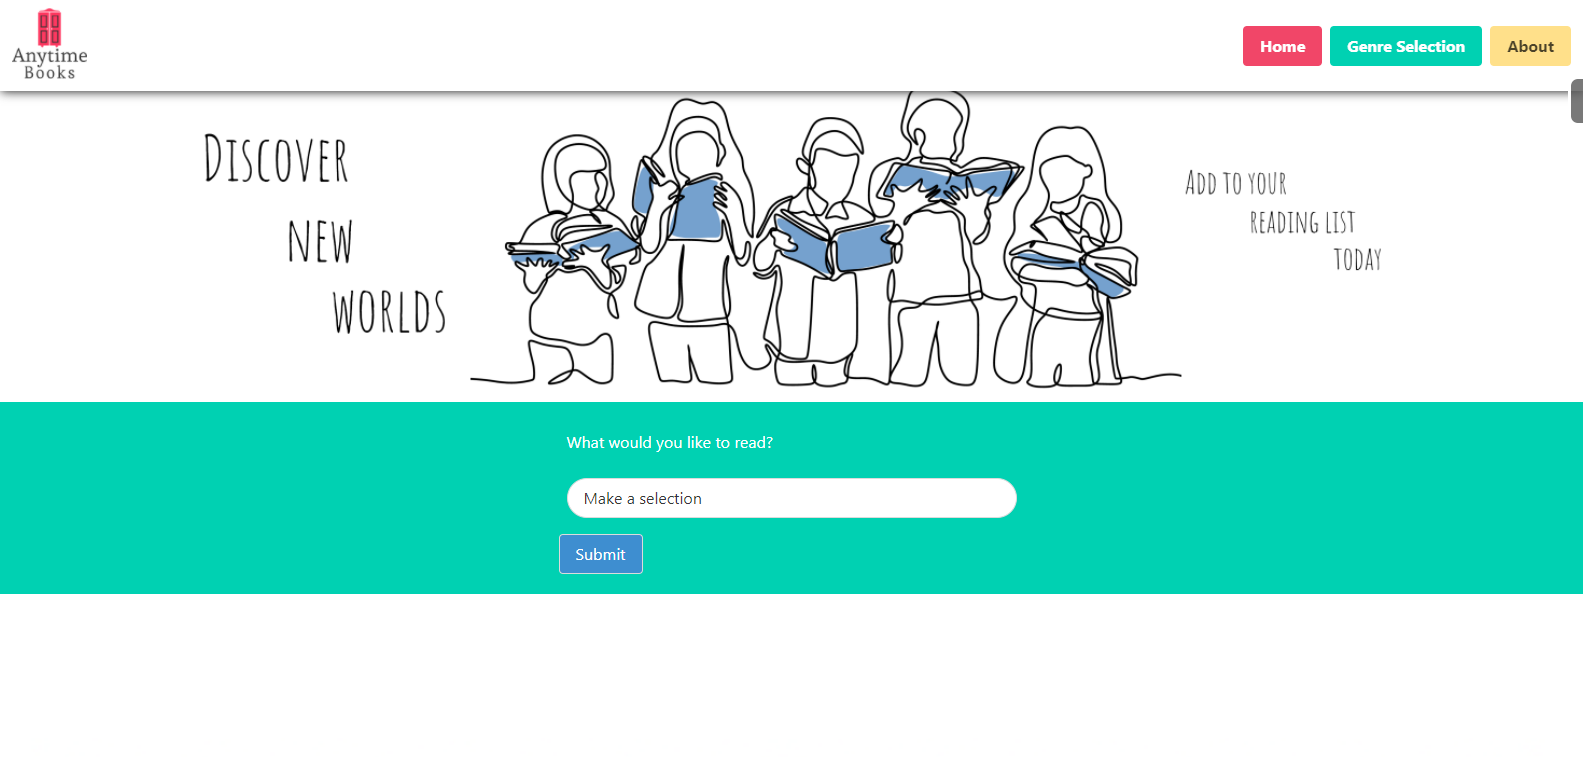 Anytime
Books
Home
Genre Selection
About
Discover
new
worlds
Add to your
reading list
today
What would you like to read?
Make a selection
Submit